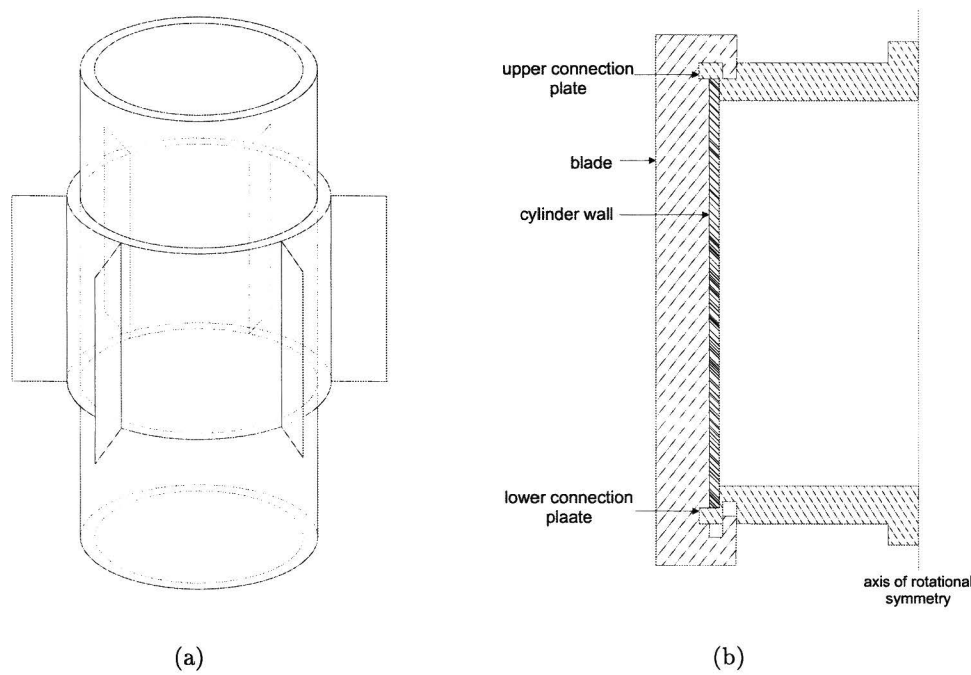 upper connection
plate
blade
cylinder wall
lower connection
plaate
axis of rotational
symmetry
(a)
(b)